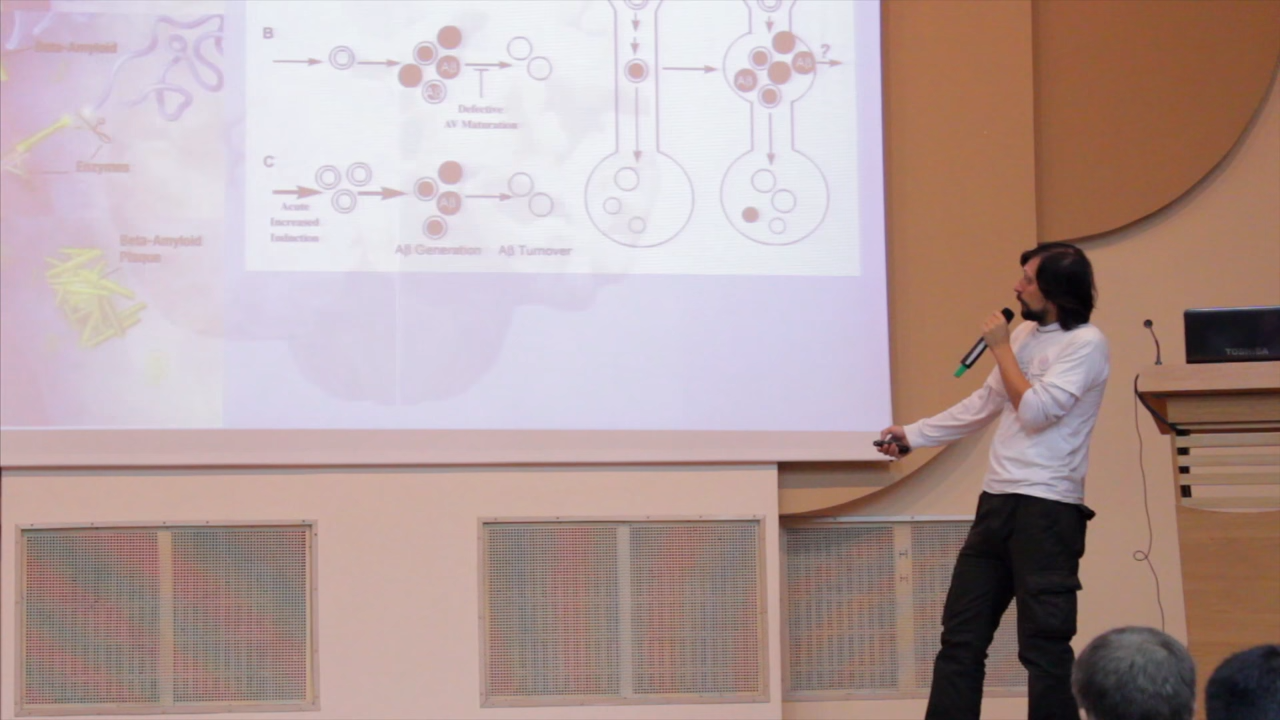 Beta-Amyloid
Enzymes
Beta-Amyloid
Plaque
B
Aβ
Aβ
Defective
AV Maturation
C
Acute
Increased
Induction
Aβ
Aβ Generation
Aβ Turnover
Aβ
Aβ
?
TOSHIBA